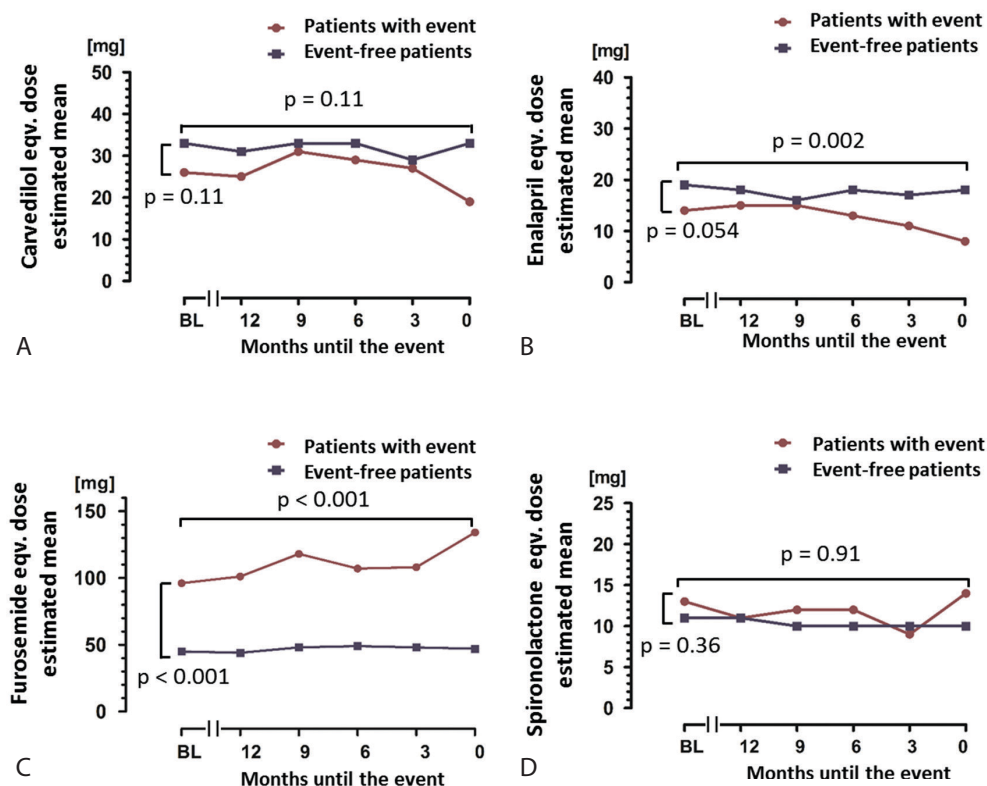 Patients with event
Event-free patients
[mg]
Carvedilol eqv. dose
estimated mean
50
40
30
20
10
0
p = 0.11
p = 0.11
BL
12
9
6
3
0
Months until the event
A
Patients with event
Event-free patients
[mg]
Enalapril eqv. dose
estimated mean
40
30
20
10
0
p = 0.002
p = 0.054
BL
12
9
6
3
0
Months until the event
B
Patients with event
Event-free patients
[mg]
Furosemide eqv. dose
estimated mean
150
100
50
0
p < 0.001
p < 0.001
BL
12
9
6
3
0
Months until the event
C
Patients with event
Event-free patients
[mg]
Spironolactone eqv. dose
estimated mean
25
20
15
10
5
0
p = 0.91
p = 0.36
BL
12
9
6
3
0
Months until the event
D